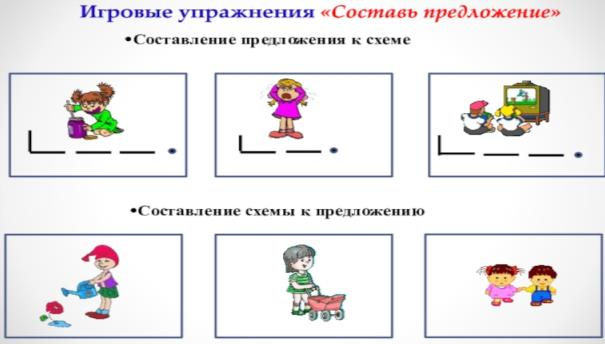 Игровые упражнения «Составь предложение»
•Составление предложения к схеме
•Составление схемы к предложению